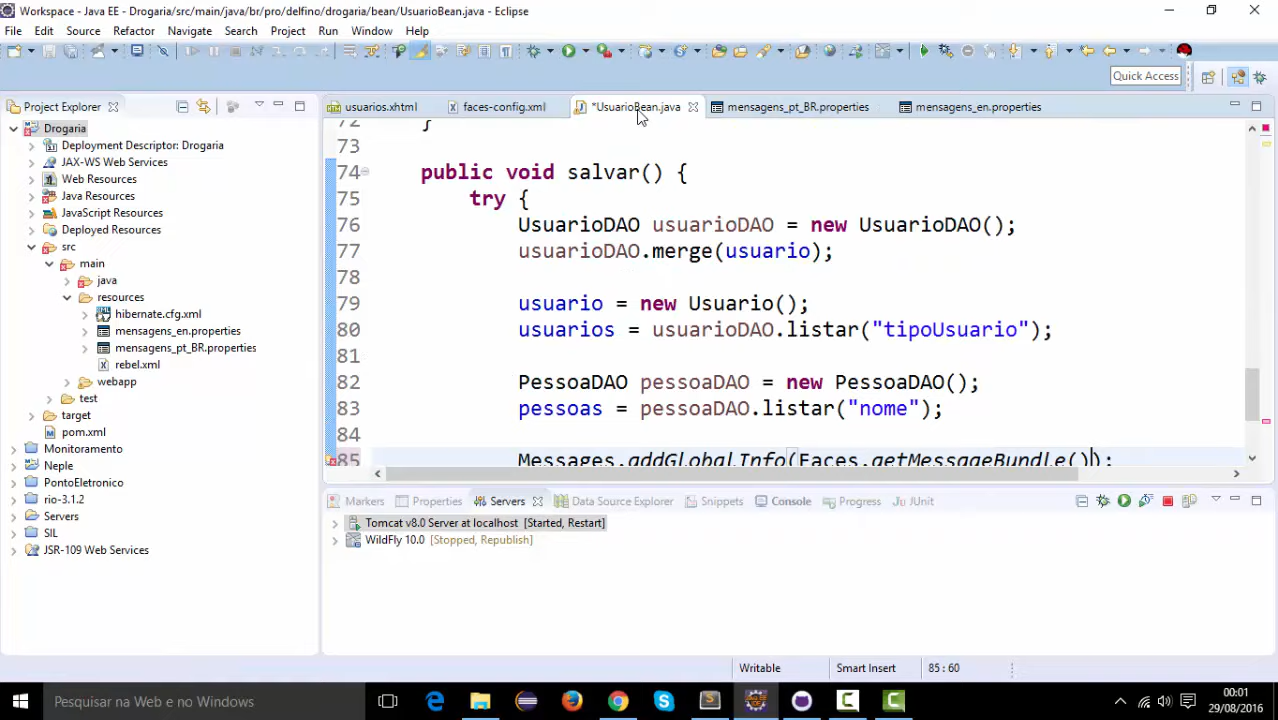 Workspace - Java EE - Drogaria/src/main/java/br/pro/delfino/drogaria/bean/UsuarioBean.java - Eclipse
File Edit Source Refactor Navigate Search Project Run Window Help
Quick Access
Project Explorer
usuarios.xhtml faces-config.xml *UsuarioBean.java mensagens_pt_BR.properties mensagens_en.properties
Drogaria
Deployment Descriptor: Drogaria
JAX-WS Web Services
Web Resources
Java Resources
JavaScript Resources
Deployed Resources
src
main
java
resources
hibernate.cfg.xml
mensagens_en.properties
mensagens_pt_BR.properties
rebel.xml
webapp
test
target
pom.xml
Monitoramento
Neple
PontoEletronico
rio-3.1.2
Servers
SIL
JSR-109 Web Services
72 }
73
74 public void salvar() {
75 try {
76 UsuarioDAO usuarioDAO = new UsuarioDAO();
77 usuarioDAO.merge(usuario);
78
79 usuario = new Usuario();
80 usuarios = usuarioDAO.listar("tipoUsuario");
81
82 PessoaDAO pessoaDAO = new PessoaDAO();
83 pessoas = pessoaDAO.listar("nome");
84
85 Messages.addGlobalInfo(Faces.getMessageBundle());
Markers Properties Servers Data Source Explorer Snippets Console Progress JUnit
Tomcat v8.0 Server at localhost [Started, Restart]
WildFly 10.0 [Stopped, Republish]
Writable Smart Insert 85 : 60
Pesquisar na Web e no Windows
00:01
29/08/2016